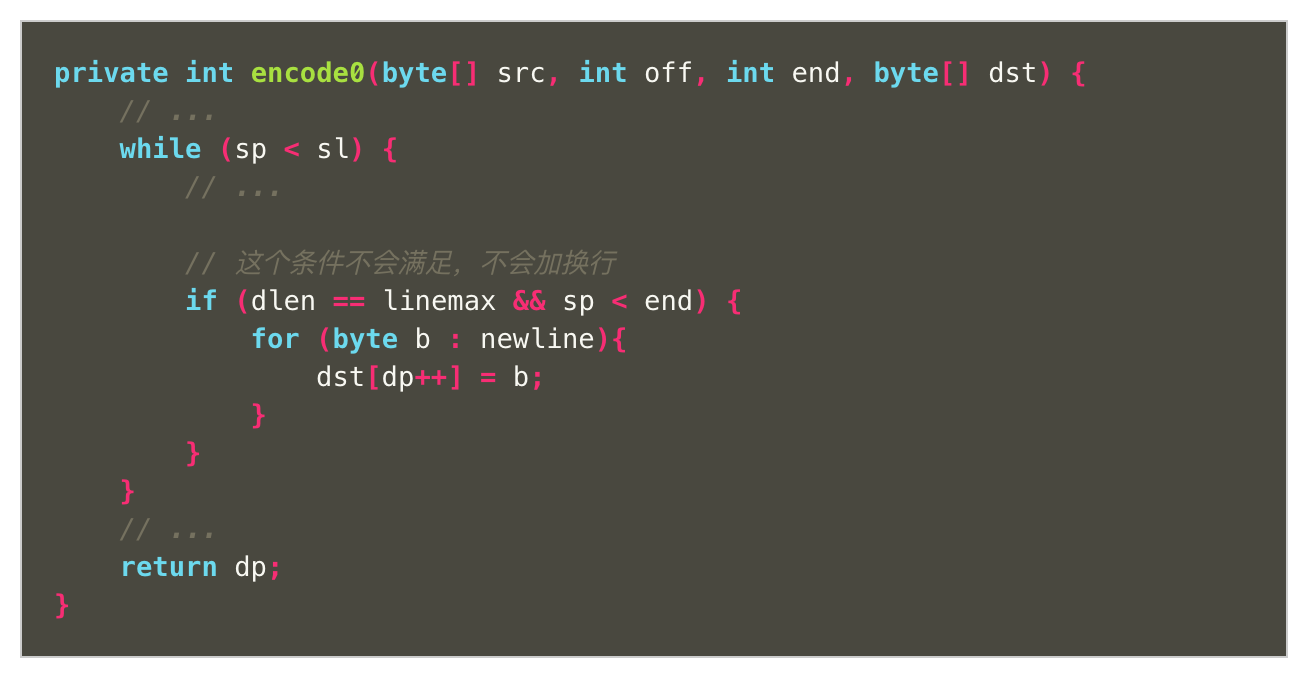 private int encode0(byte[] src, int off, int end, byte[] dst) {
    // ...
    while (sp < sl) {
        // ...

        // 这个条件不会满足, 不会加换行
        if (dlen == linemax && sp < end) {
            for (byte b : newline){
                dst[dp++] = b;
            }
        }
    }
    // ...
    return dp;
}